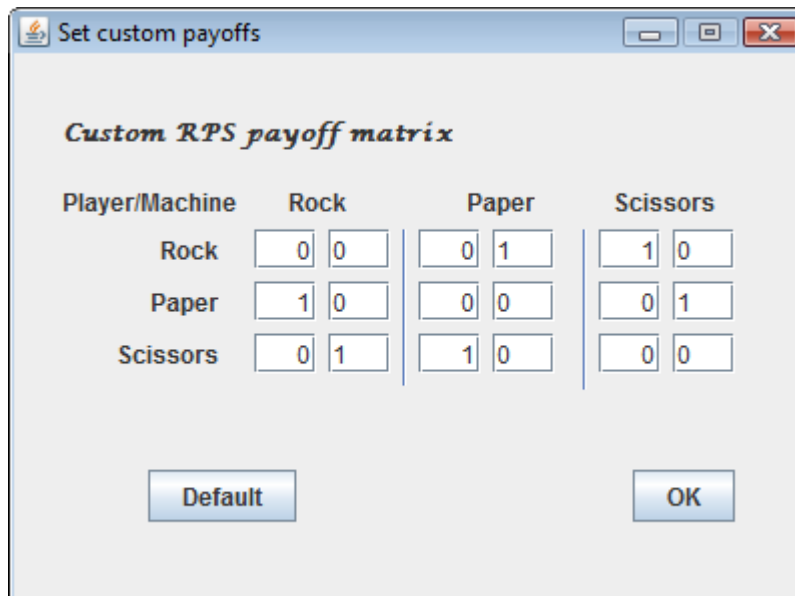 Set custom payoffs
Custom RPS payoff matrix
Player/Machine Rock Paper Scissors
Rock 0 0 0 1 1 0
Paper 1 0 0 0 0 1
Scissors 0 1 1 0 0 0
Default OK